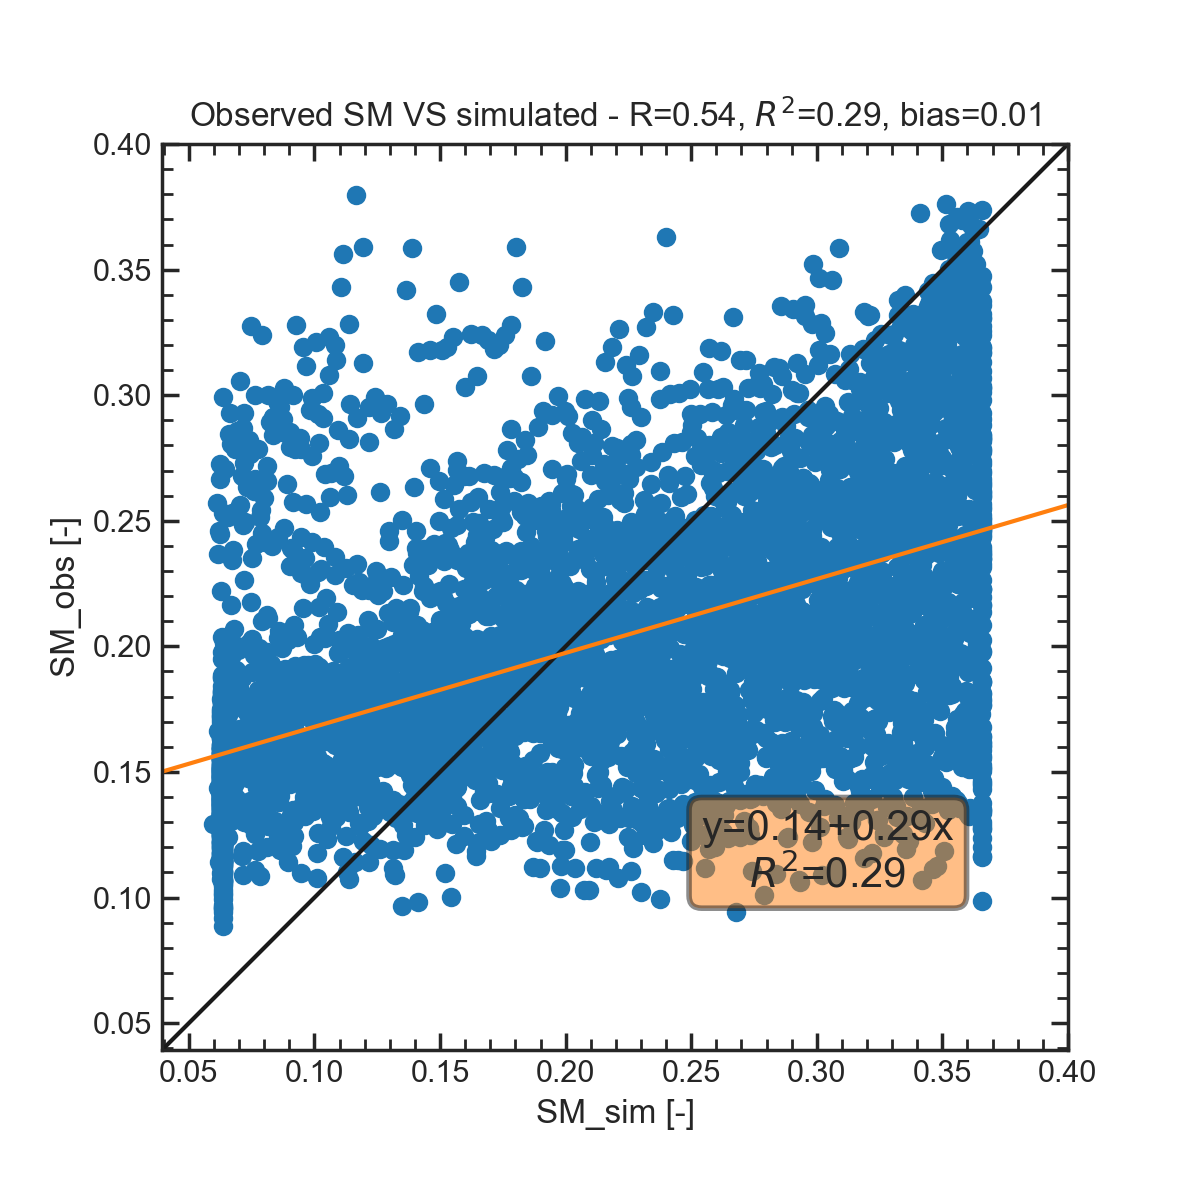 Observed SM VS simulated - R=0.54, R²=0.29, bias=0.01
0.40
0.35
0.30
0.25
0.20
0.15
0.10
0.05
SM_obs [-]
y=0.14+0.29x
R²=0.29
0.05 0.10 0.15 0.20 0.25 0.30 0.35 0.40
SM_sim [-]